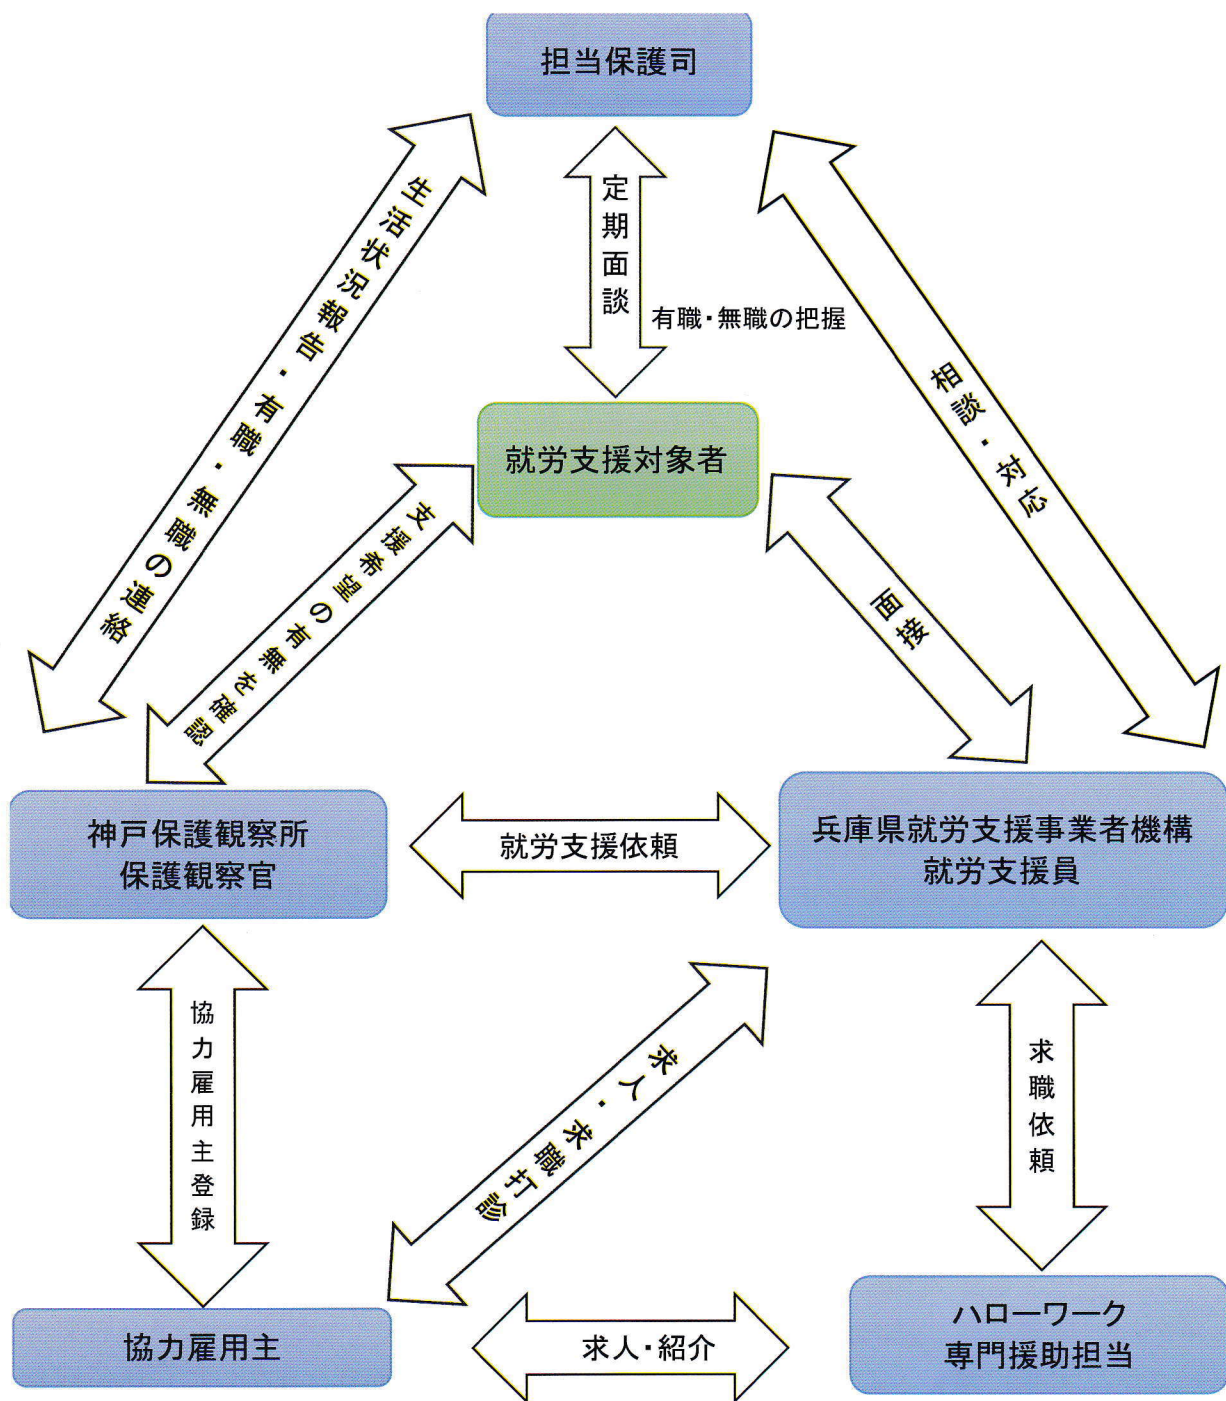 担当保護司
定期面談
有職・無職の把握
生活状況報告・有職・無職の連絡
相談・対応
就労支援対象者
支援希望の有無を確認
面接
神戸保護観察所
保護観察官
就労支援依頼
兵庫県就労支援事業者機構
就労支援員
協力雇用主登録
求人・求職打診
求職依頼
協力雇用主
求人・紹介
ハローワーク
専門援助担当